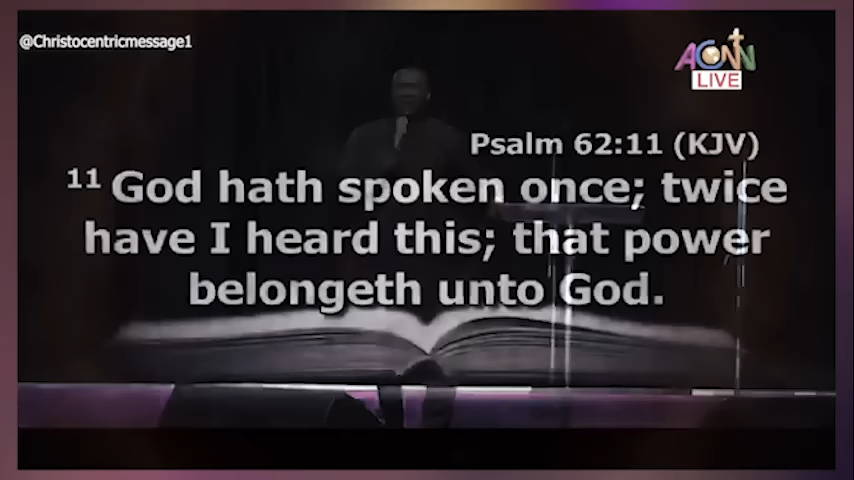 @Christocentricmessage1
ACNN
LIVE
Psalm 62:11 (KJV)
11 God hath spoken once; twice
have I heard this; that power
belongeth unto God.